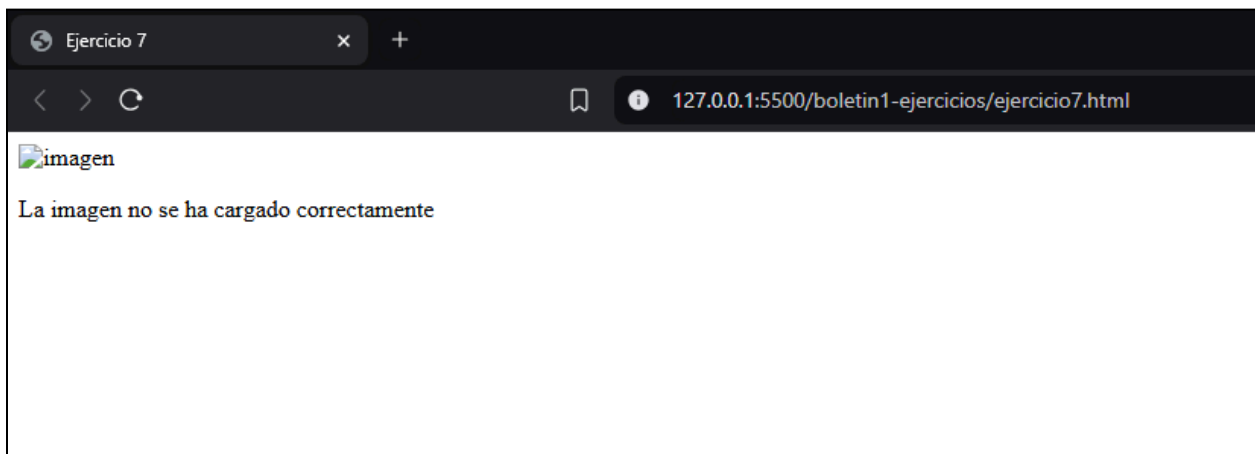 Ejercicio 7
127.0.0.1:5500/boletin1-ejercicios/ejercicio7.html
imagen
La imagen no se ha cargado correctamente